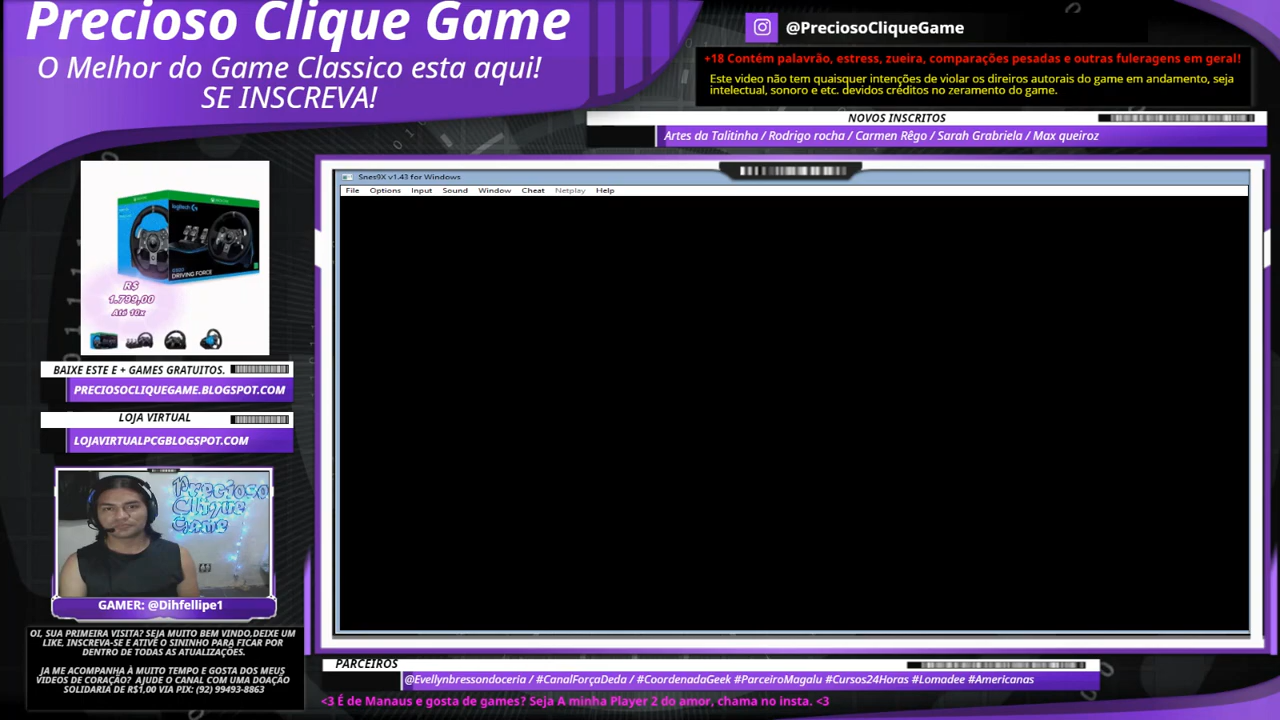 Precioso Clique Game
O Melhor do Game Classico esta aqui!
SE INSCREVA!
@PreciosoCliqueGame
+18 Contém palavrão, estress, zueira, comparações pesadas e outras fuleragens em geral!
Este video não tem quaisquer intenções de violar os direiros autorais do game em andamento, seja
intelectual, sonoro e etc. devidos créditos no zeramento do game.
NOVOS INSCRITOS
Artes da Talitinha / Rodrigo rocha / Carmen Rêgo / Sarah Grabriela / Max queiroz
Snes9X v1.43 for Windows
File Options Input Sound Window Cheat Netplay Help
logitech G
DRIVING FORCE
R$
1.799,00
Até 10x
BAIXE ESTE E + GAMES GRATUITOS.
PRECIOSOCLIQUEGAME.BLOGSPOT.COM
LOJA VIRTUAL
LOJAVIRTUALPCGBLOGSPOT.COM
Precioso
Clique
Game
GAMER: @Dihfellipe1
OI, SUA PRIMEIRA VISITA? SEJA MUITO BEM VINDO,DEIXE UM
LIKE, INSCREVA-SE E ATIVE O SININHO PARA FICAR POR
DENTRO DE TODAS AS ATUALIZAÇÕES.
JA ME ACOMPANHA À MUITO TEMPO E GOSTA DOS MEUS
VIDEOS DE CORAÇÃO? AJUDE O CANAL COM UMA DOAÇÃO
SOLIDARIA DE R$1,00 VIA PIX: (92) 99493-8863
PARCEIROS
@Evellynbressondoceria / #CanalForçaDeda / #CoordenadaGeek #ParceiroMagalu #Cursos24Horas #Lomadee #Americanas
<3 É de Manaus e gosta de games? Seja A minha Player 2 do amor, chama no insta. <3